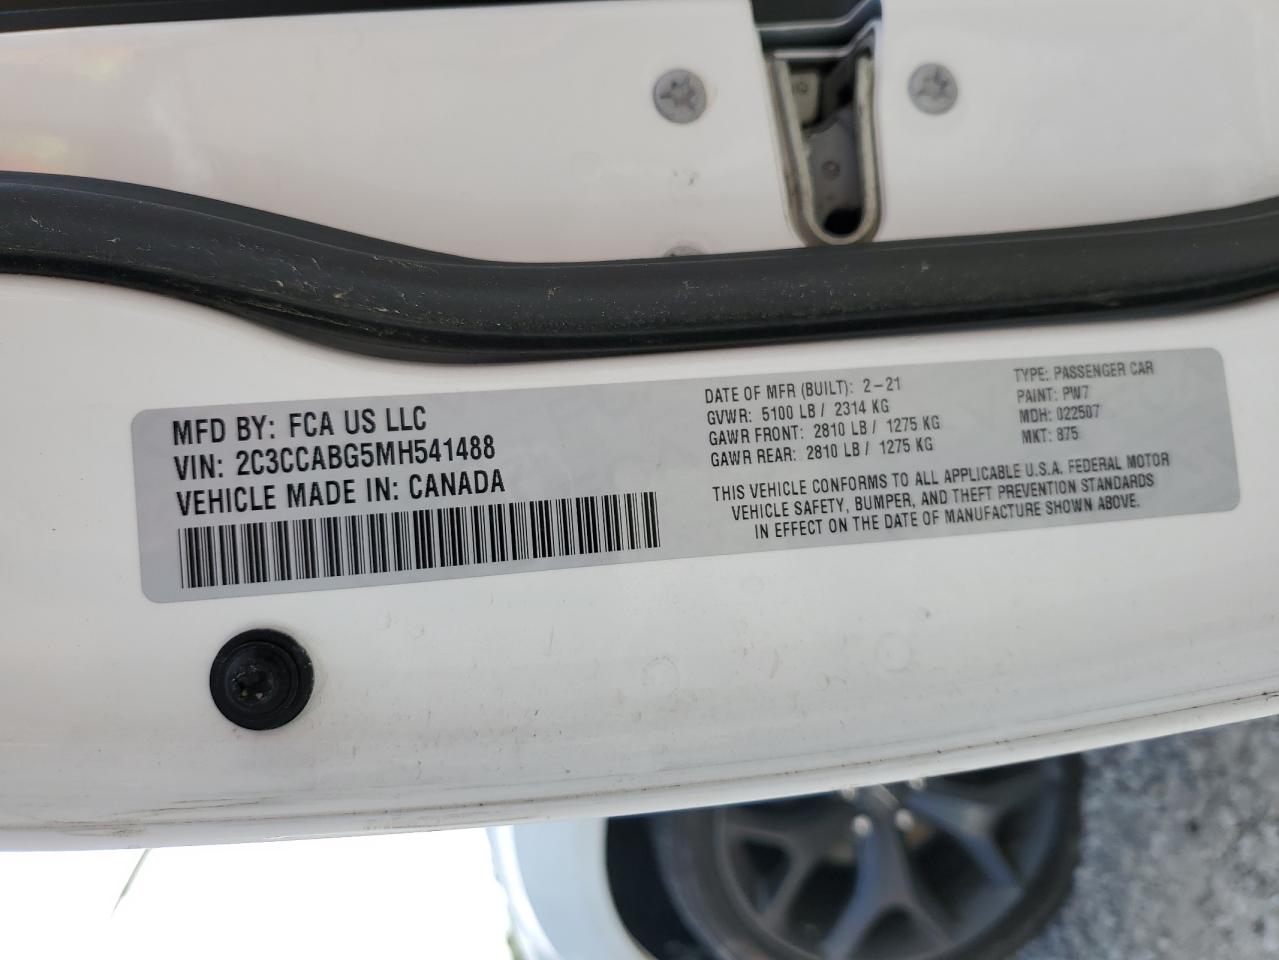 MFD BY: FCA US LLC
VIN: 2C3CCABG5MH541488
VEHICLE MADE IN: CANADA
DATE OF MFR (BUILT): 2-21
GVWR: 5100 LB / 2314 KG
GAWR FRONT: 2810 LB / 1275 KG
GAWR REAR: 2810 LB / 1275 KG
TYPE: PASSENGER CAR
PAINT: PW7
MDH: 022507
MKT: 875
THIS VEHICLE CONFORMS TO ALL APPLICABLE U.S.A. FEDERAL MOTOR
VEHICLE SAFETY, BUMPER, AND THEFT PREVENTION STANDARDS
IN EFFECT ON THE DATE OF MANUFACTURE SHOWN ABOVE.